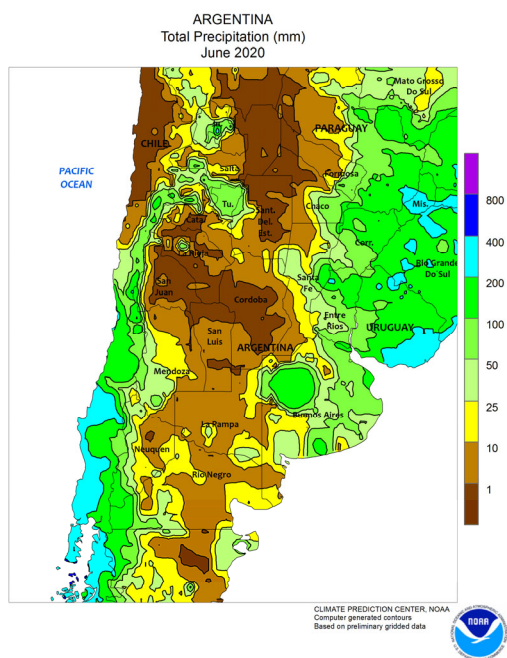 ARGENTINA
Total Precipitation (mm)
June 2020
Mato Grosso
Do Sul
PARAGUAY
CHILE
PACIFIC
OCEAN
Salta
Formosa
Tu.
Chaco
Mis.
Sant.
Del.
Est.
Cata.
Corr.
Rioja
Rio Grande
Do Sul
San
Juan
Santa
Fe
Cordoba
Entre
Rios
URUGUAY
San
Luis
ARGENTINA
Mendoza
Buenos Aires
La Pampa
Neuquen
Rio Negro
800
400
200
100
50
25
10
1
CLIMATE PREDICTION CENTER, NOAA
Computer generated contours
Based on preliminary gridded data
NOAA